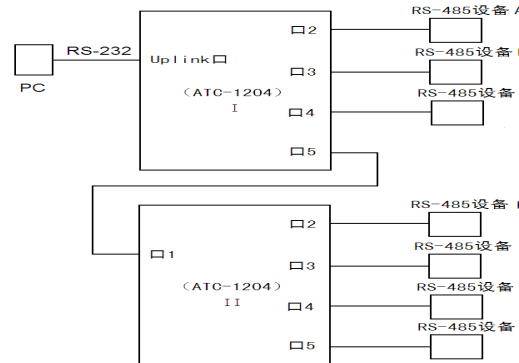 RS-485设备 A
口2
RS-232
Uplink口
RS-485设备
口3
PC
(ATC-1204)
I
RS-485设备
口4
口5
RS-485设备
口2
口1
RS-485设备
口3
(ATC-1204)
II
RS-485设备
口4
RS-485设备
口5